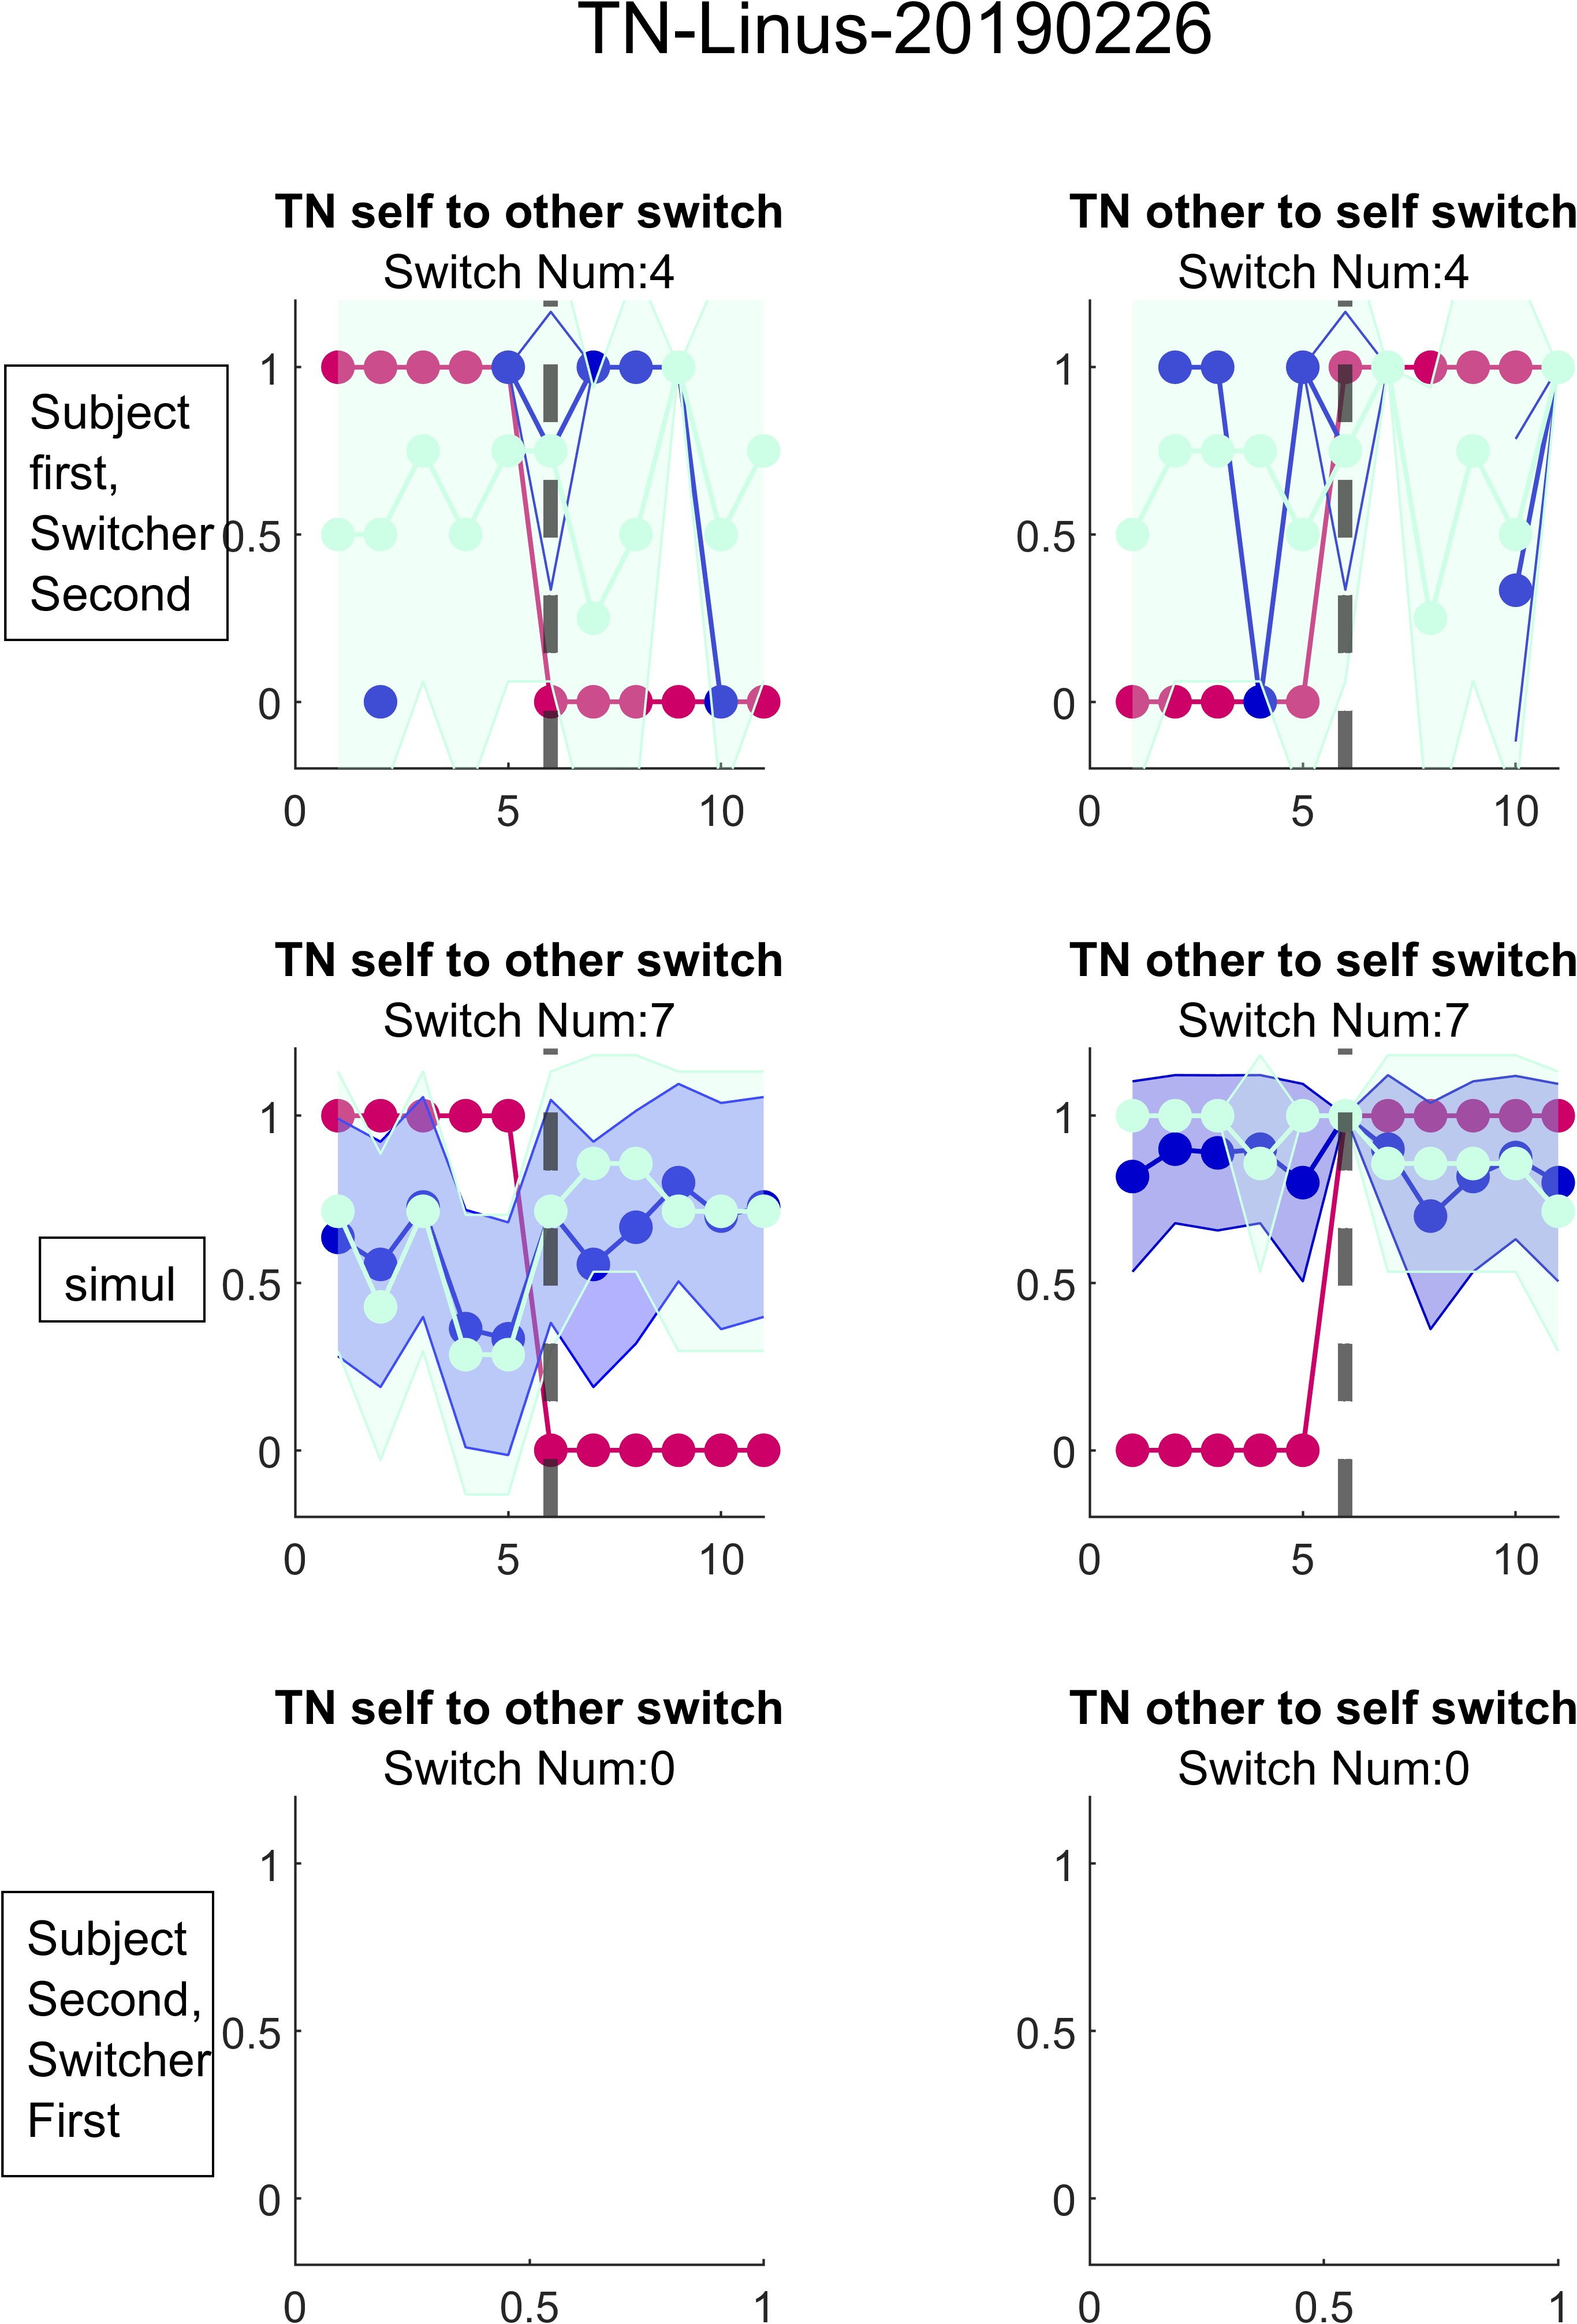 TN-Linus-20190226
TN self to other switch
Switch Num:4
TN other to self switch
Switch Num:4
Subject
first,
Switcher
Second
1
0.5
0
0
5
10
1
0.5
0
0
5
10
TN self to other switch
Switch Num:7
TN other to self switch
Switch Num:7
simul
1
0.5
0
0
5
10
1
0.5
0
0
5
10
TN self to other switch
Switch Num:0
TN other to self switch
Switch Num:0
Subject
Second,
Switcher
First
1
0.5
0
0
0.5
1
1
0.5
0
0
0.5
1